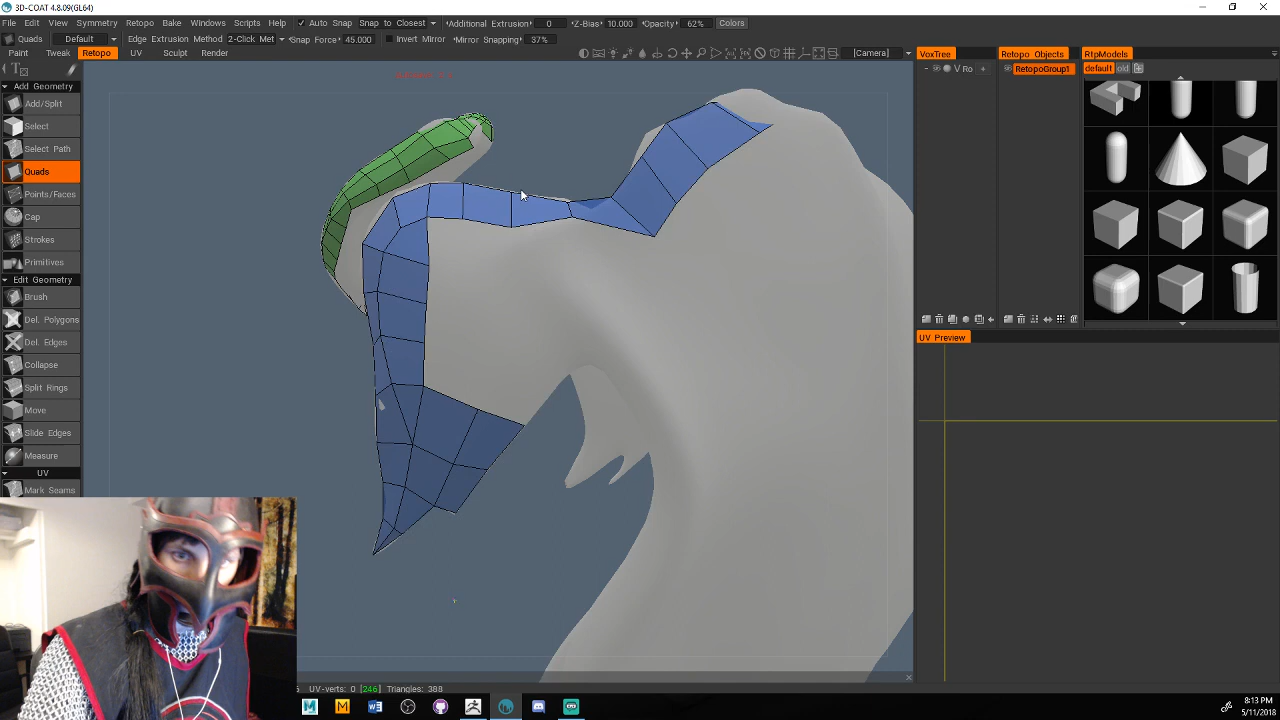 3D-COAT 4.8.09(GL64)
File Edit View Symmetry Retopo Bake Windows Scripts Help Auto Snap Snap to Closest Additional Extrusion 0 Z-Bias 10.000 Opacity 62% Colors
Quads Default Edge Extrusion Method 2-Click Met Snap Force 45.000 Invert Mirror Mirror Snapping 37%
Paint Tweak Retopo UV Sculpt Render [Camera] VoxTree Retopo Objects RtpModels
V Ro + RetopoGroup1 default old
Add Geometry
Add/Split
Select
Select Path
Quads
Points/Faces
Cap
Strokes
Primitives
Edit Geometry
Brush
Del. Polygons
Del. Edges
Collapse
Split Rings
Move
Slide Edges
Measure
UV
Mark Seams
UV Preview
UV-verts: 0 [246] Triangles: 388
8:13 PM
5/11/2018